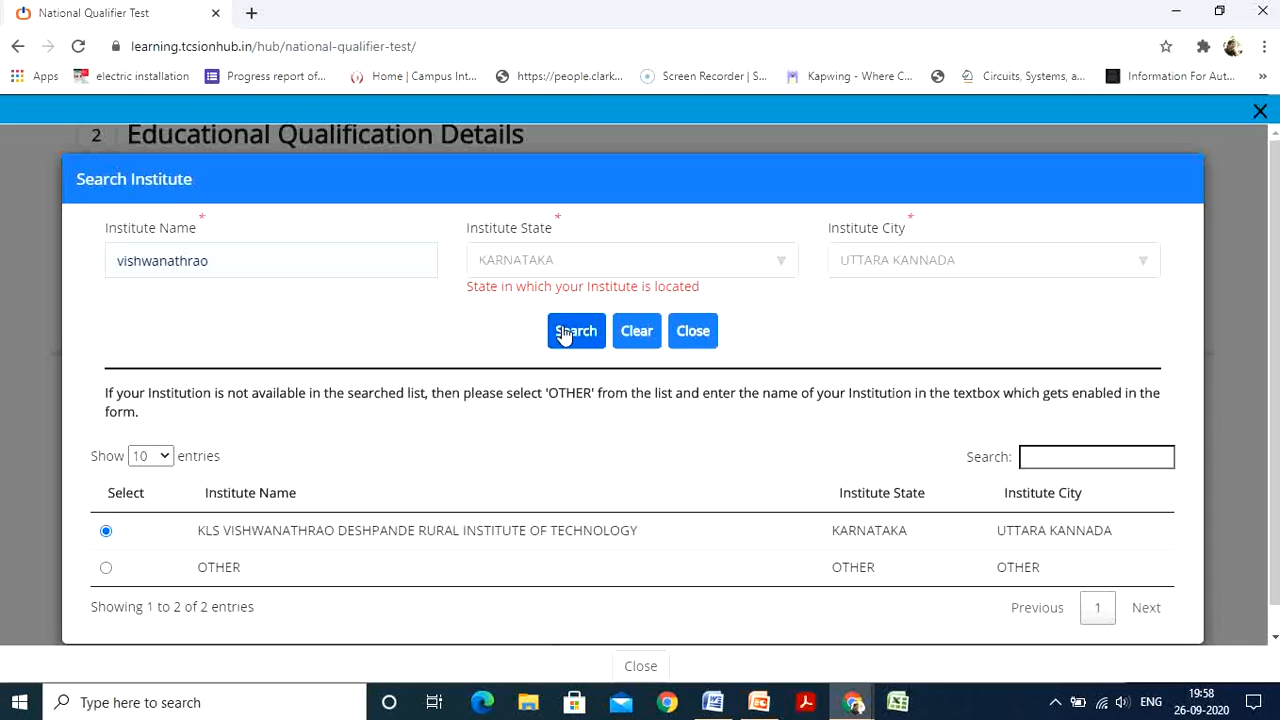 National Qualifier Test
learning.tcsionhub.in/hub/national-qualifier-test/
Apps electric installation Progress report of... Home | Campus Int... https://people.clark... Screen Recorder | S... Kapwing - Where C... Circuits, Systems, a... Information For Aut... »
2 Educational Qualification Details
Search Institute
Institute Name * Institute State * Institute City *
vishwanathrao KARNATAKA UTTARA KANNADA
State in which your Institute is located
Search Clear Close
If your Institution is not available in the searched list, then please select 'OTHER' from the list and enter the name of your Institution in the textbox which gets enabled in the
form.
Show 10 entries Search:
Select Institute Name Institute State Institute City
KLS VISHWANATHRAO DESHPANDE RURAL INSTITUTE OF TECHNOLOGY KARNATAKA UTTARA KANNADA
OTHER OTHER OTHER
Showing 1 to 2 of 2 entries Previous 1 Next
Close
Type here to search ENG 19:58
26-09-2020